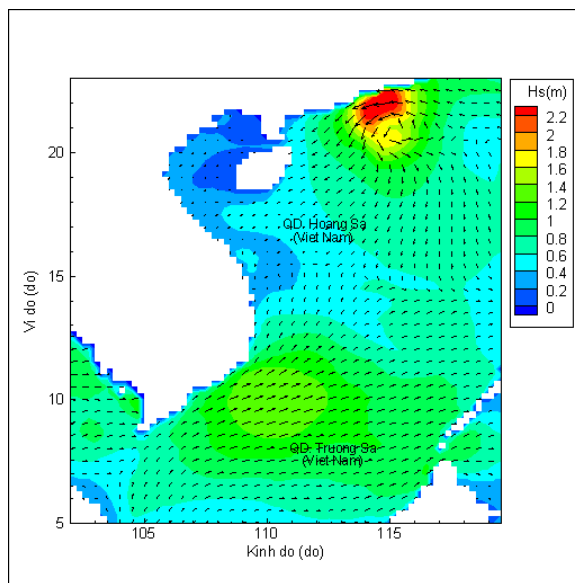 Hs(m)
2.2
2
1.8
1.6
1.4
1.2
1
0.8
0.6
0.4
0.2
0
20
15
10
5
Vi do (do)
QD. Hoang Sa
(Viet Nam)
QD. Truong Sa
(Viet Nam)
105
110
115
Kinh do (do)